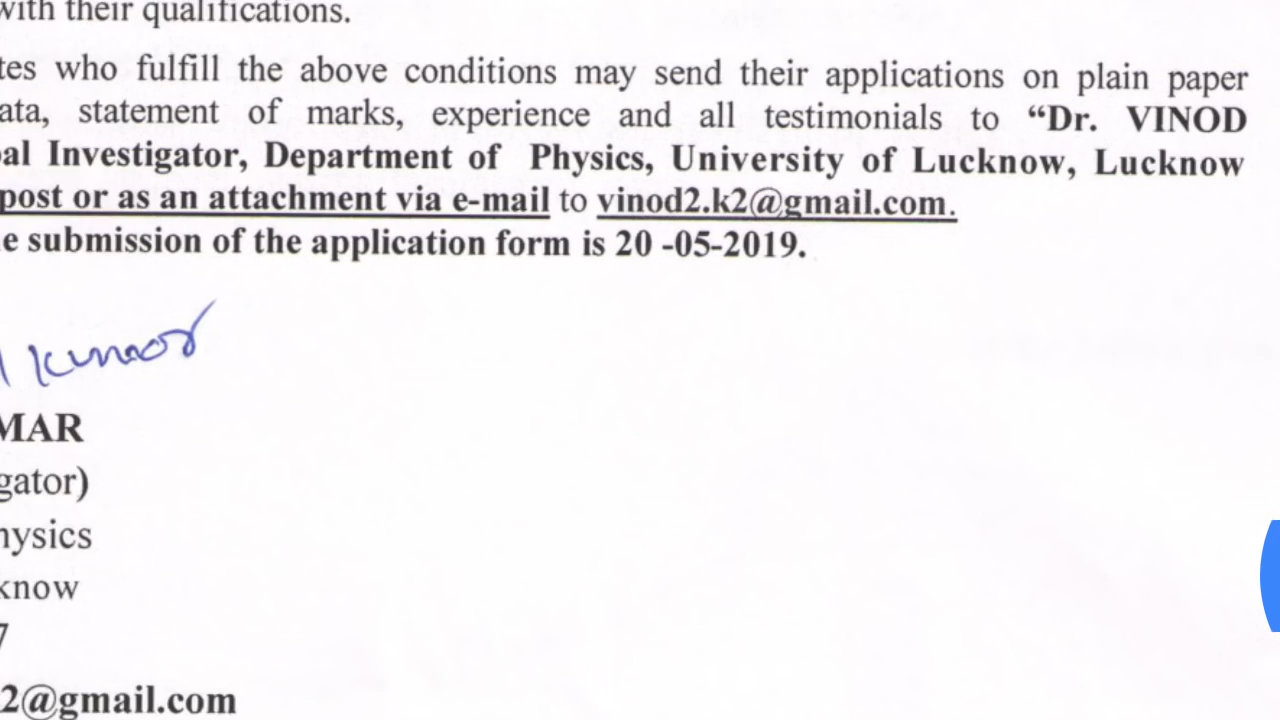 with their qualifications.
tes who fulfill the above conditions may send their applications on plain paper
ata, statement of marks, experience and all testimonials to “Dr. VINOD
pal Investigator, Department of Physics, University of Lucknow, Lucknow
post or as an attachment via e-mail to vinod2.k2@gmail.com.
e submission of the application form is 20 -05-2019.
Kumar
MAR
gator)
hysics
know
7
2@gmail.com